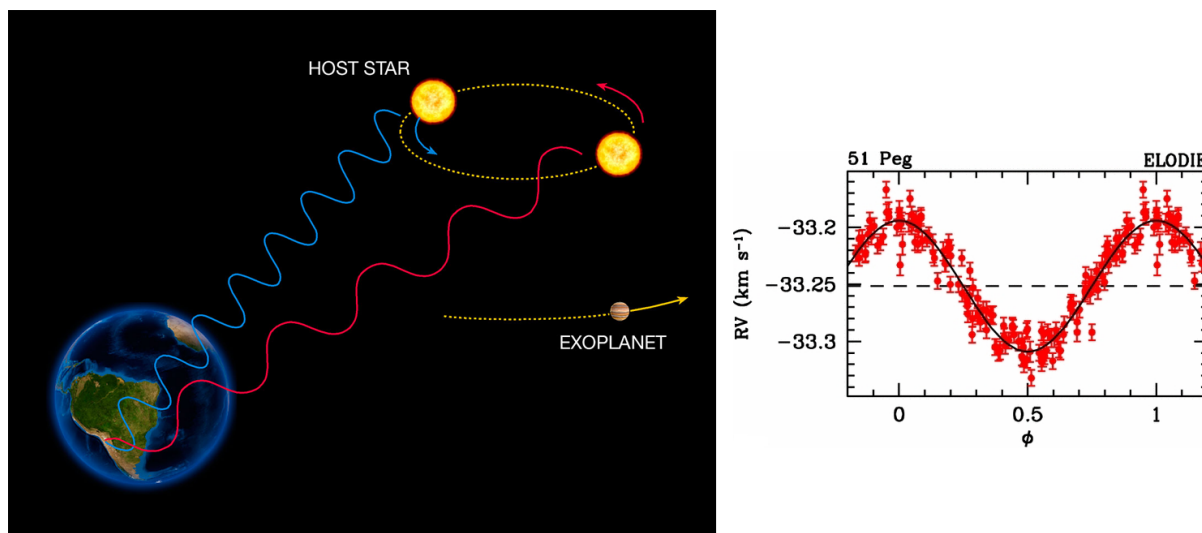 HOST STAR
EXOPLANET
51 Peg ELODIE
RV (km s⁻¹)
−33.2
−33.25
−33.3
0 0.5 1
ϕ